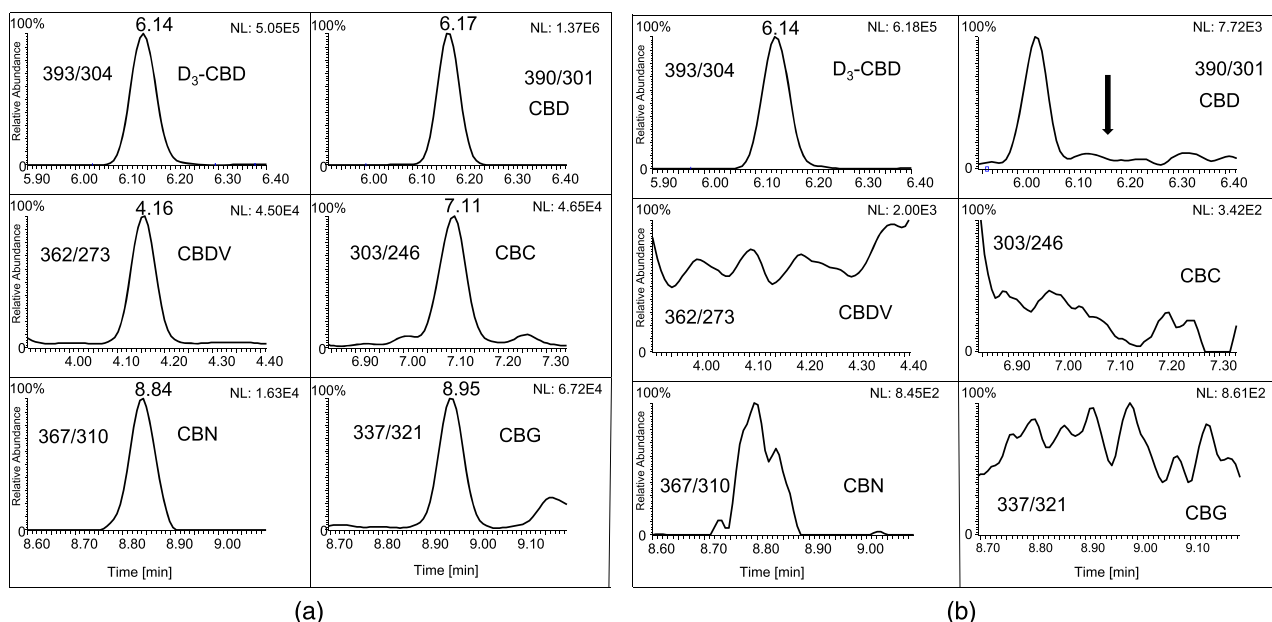 100%
6.14
NL: 5.05E5
393/304
D3-CBD
Relative Abundance
0
5.90 6.00 6.10 6.20 6.30 6.40
100%
6.17
NL: 1.37E6
390/301
CBD
0
6.00 6.10 6.20 6.30 6.40
100%
4.16
NL: 4.50E4
362/273
CBDV
Relative Abundance
0
4.00 4.10 4.20 4.30 4.40
100%
7.11
NL: 4.65E4
303/246
CBC
0
6.90 7.00 7.10 7.20 7.30
100%
8.84
NL: 1.63E4
367/310
CBN
Relative Abundance
0
8.60 8.70 8.80 8.90 9.00
Time [min]
100%
8.95
NL: 6.72E4
337/321
CBG
0
8.70 8.80 8.90 9.00 9.10
Time [min]
(a)
100%
6.14
NL: 6.18E5
393/304
D3-CBD
Relative Abundance
0
5.90 6.00 6.10 6.20 6.30 6.40
100%
NL: 7.72E3
390/301
CBD
0
6.00 6.10 6.20 6.30 6.40
100%
NL: 2.00E3
362/273
CBDV
Relative Abundance
0
4.00 4.10 4.20 4.30 4.40
100%
NL: 3.42E2
303/246
CBC
0
6.90 7.00 7.10 7.20 7.30
100%
NL: 8.45E2
367/310
CBN
Relative Abundance
0
8.60 8.70 8.80 8.90 9.00
Time [min]
100%
NL: 8.61E2
337/321
CBG
0
8.70 8.80 8.90 9.00 9.10
Time [min]
(b)